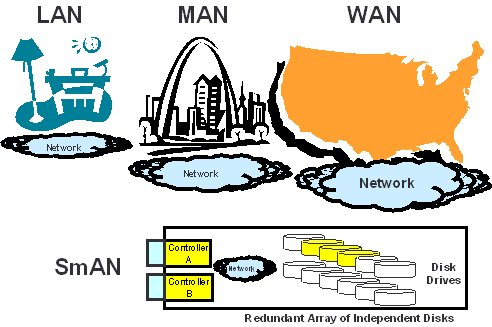 LAN MAN WAN
Network
Network
Network
SmAN
Controller
A
Network
Controller
B
Disk
Drives
Redundant Array of Independent Disks